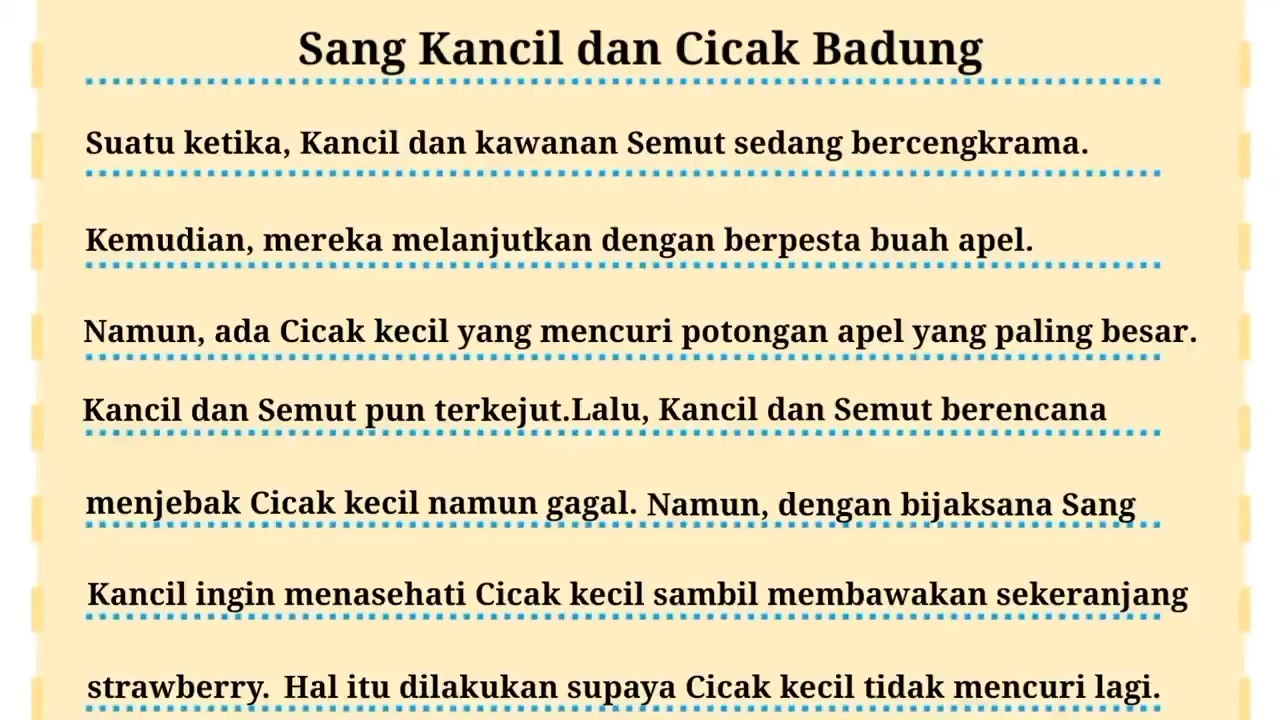 Sang Kancil dan Cicak Badung
Suatu ketika, Kancil dan kawanan Semut sedang bercengkrama.
Kemudian, mereka melanjutkan dengan berpesta buah apel.
Namun, ada Cicak kecil yang mencuri potongan apel yang paling besar.
Kancil dan Semut pun terkejut.Lalu, Kancil dan Semut berencana
menjebak Cicak kecil namun gagal. Namun, dengan bijaksana Sang
Kancil ingin menasehati Cicak kecil sambil membawakan sekeranjang
strawberry. Hal itu dilakukan supaya Cicak kecil tidak mencuri lagi.